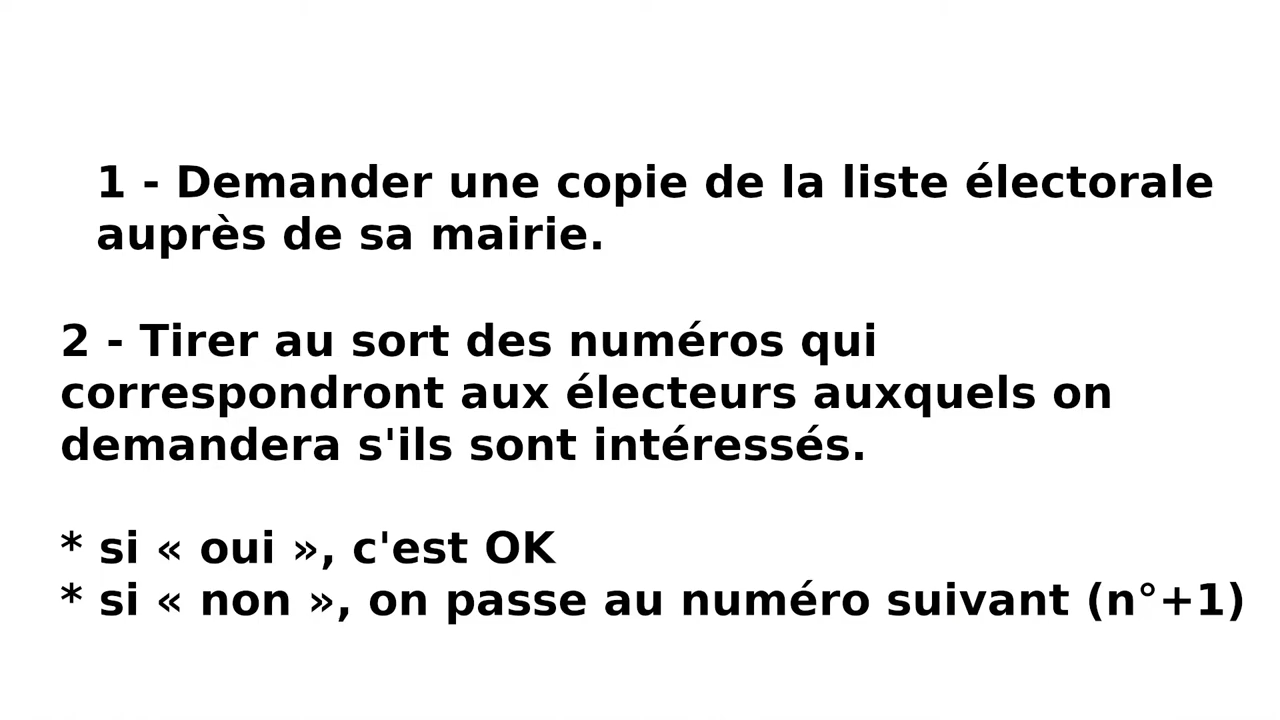 1 - Demander une copie de la liste électorale
auprès de sa mairie.
2 - Tirer au sort des numéros qui
correspondront aux électeurs auxquels on
demandera s'ils sont intéressés.
* si « oui », c'est OK
* si « non », on passe au numéro suivant (n°+1)